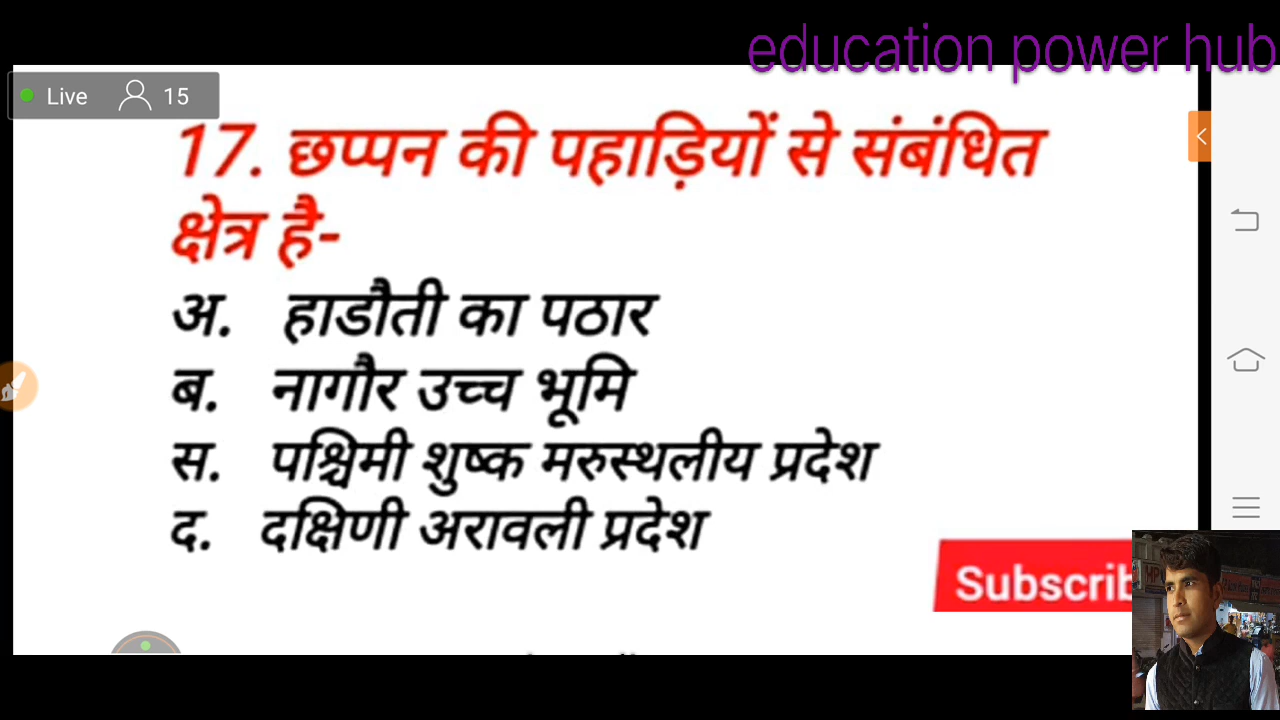 education power hub
Live 15
17. छप्पन की पहाड़ियों से संबंधित
क्षेत्र है-
अ. हाडौती का पठार
ब. नागौर उच्च भूमि
स. पश्चिमी शुष्क मरुस्थलीय प्रदेश
द. दक्षिणी अरावली प्रदेश
Subscrib